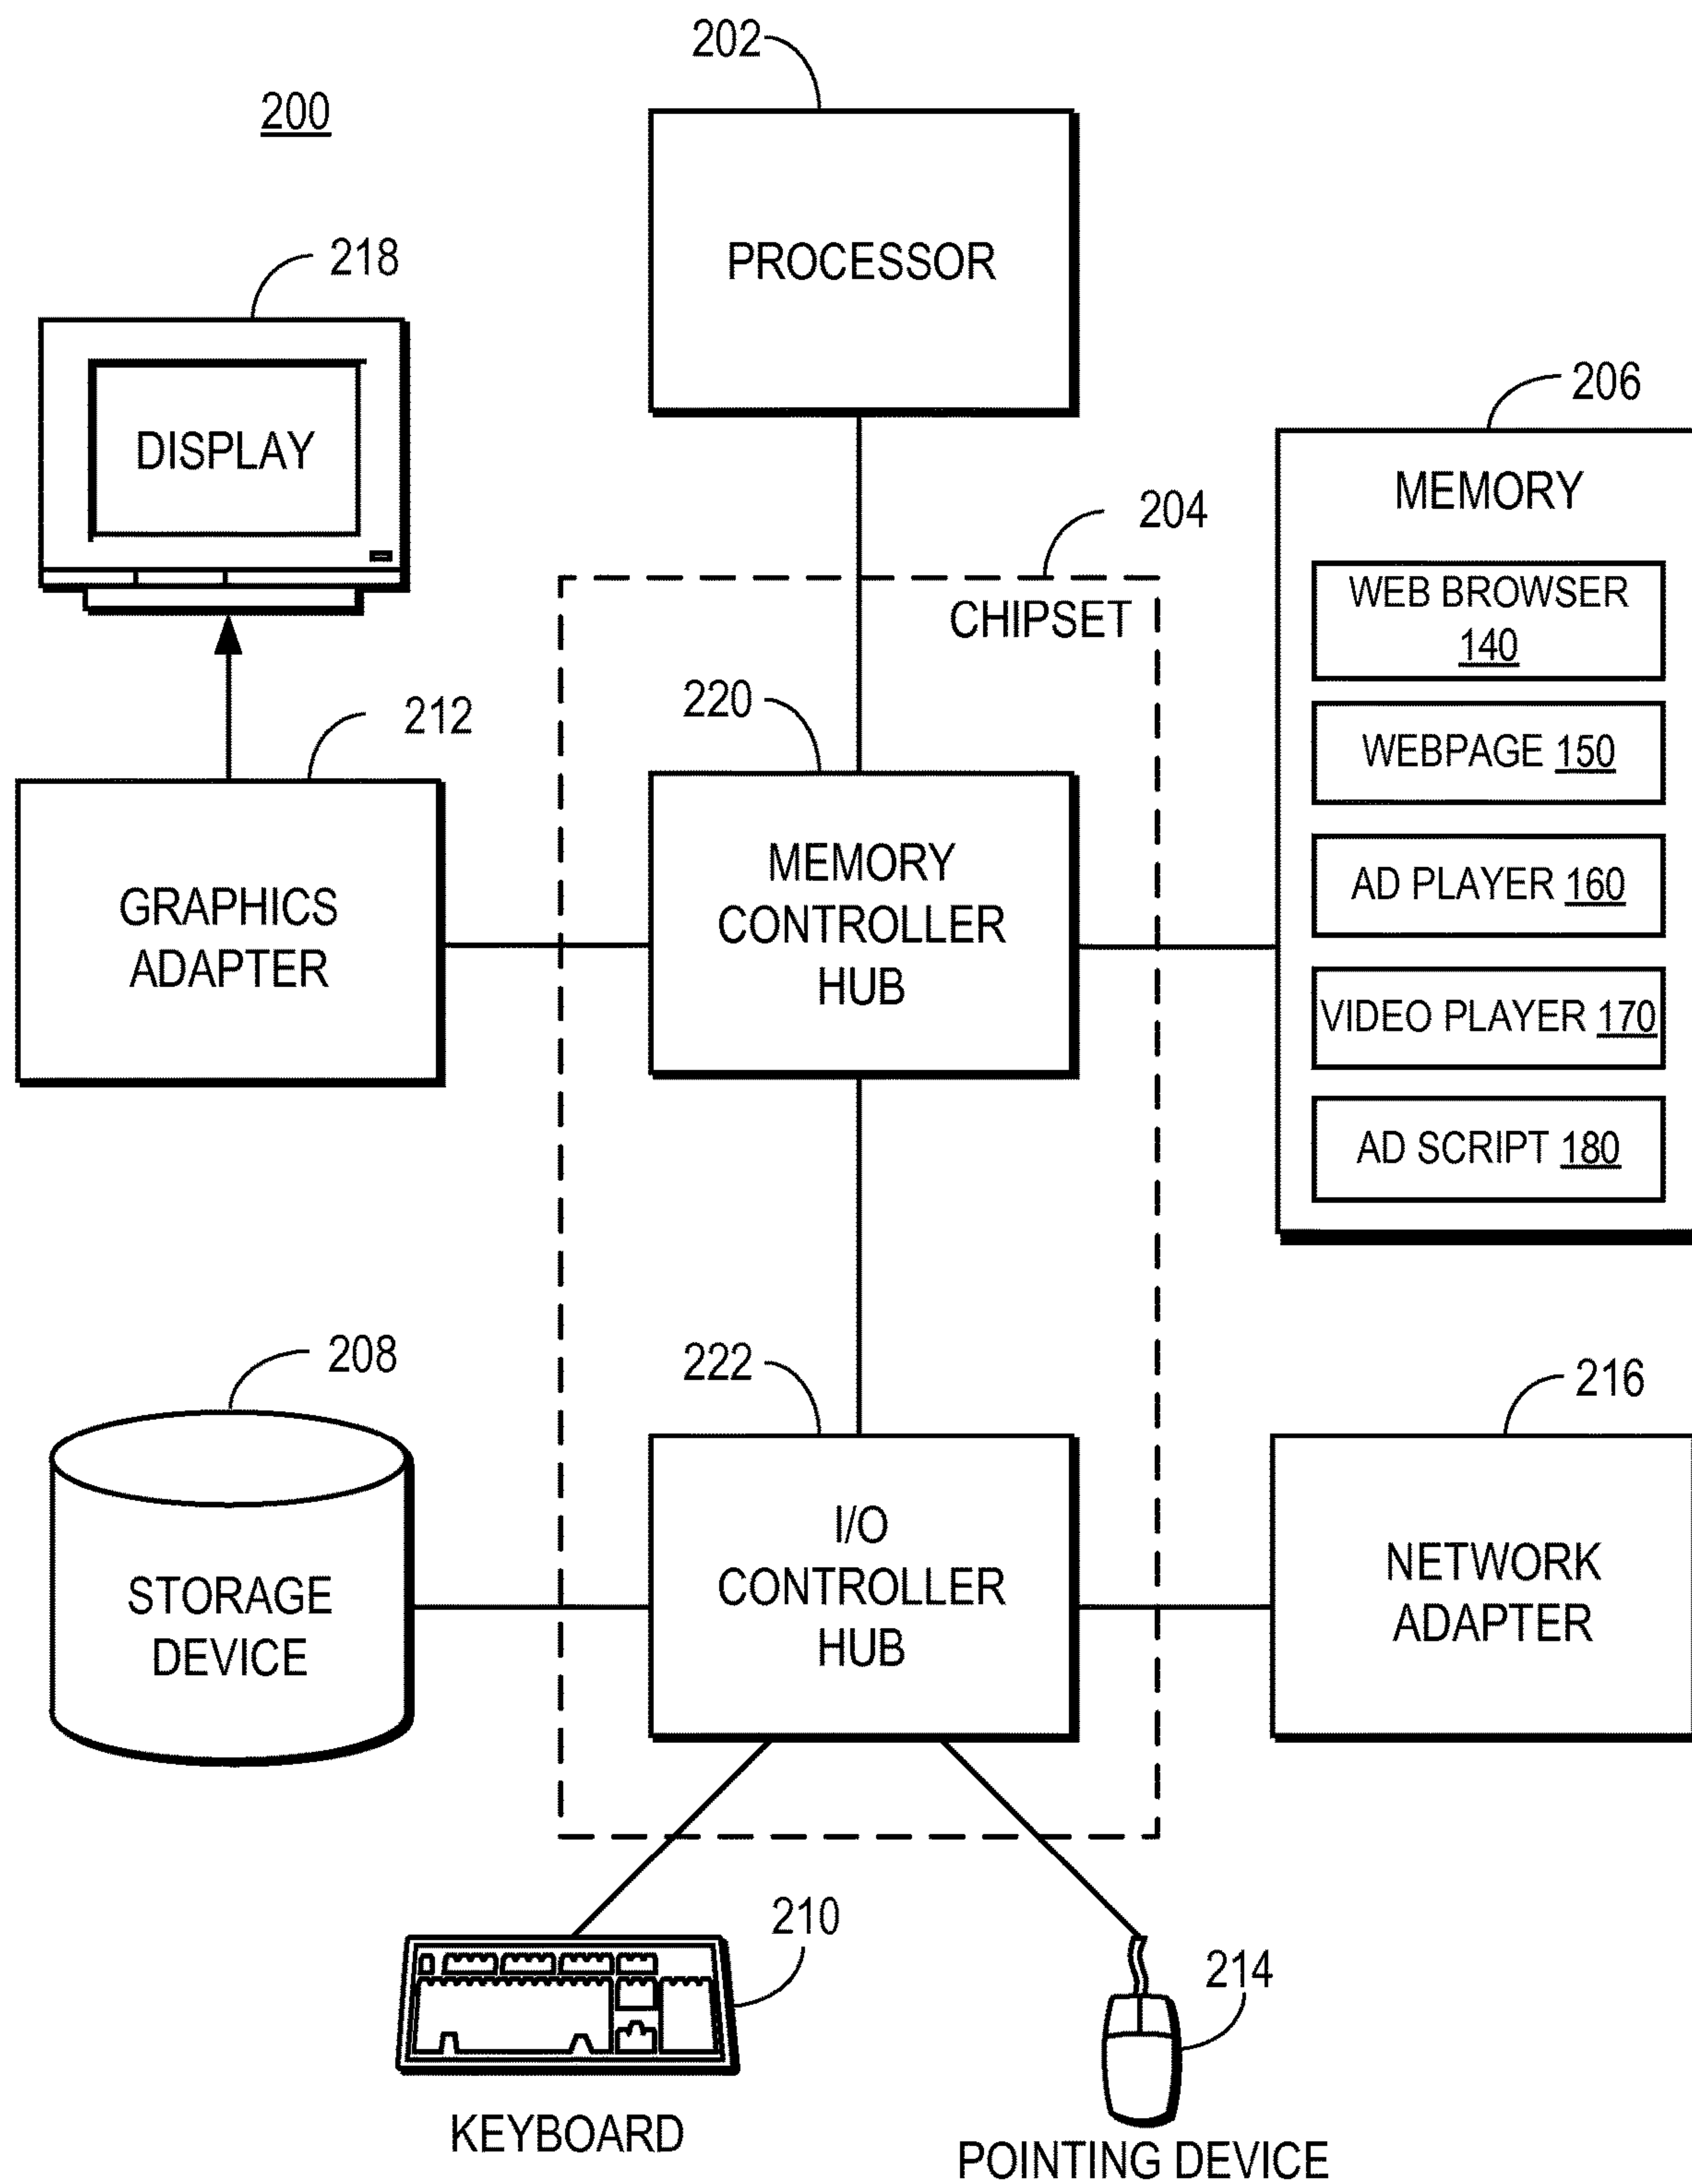 202
200
PROCESSOR
218
DISPLAY
206
MEMORY
WEB BROWSER
140
WEBPAGE 150
AD PLAYER 160
VIDEO PLAYER 170
AD SCRIPT 180
204
CHIPSET
220
MEMORY
CONTROLLER
HUB
212
GRAPHICS
ADAPTER
208
STORAGE
DEVICE
222
I/O
CONTROLLER
HUB
216
NETWORK
ADAPTER
210
KEYBOARD
214
POINTING DEVICE